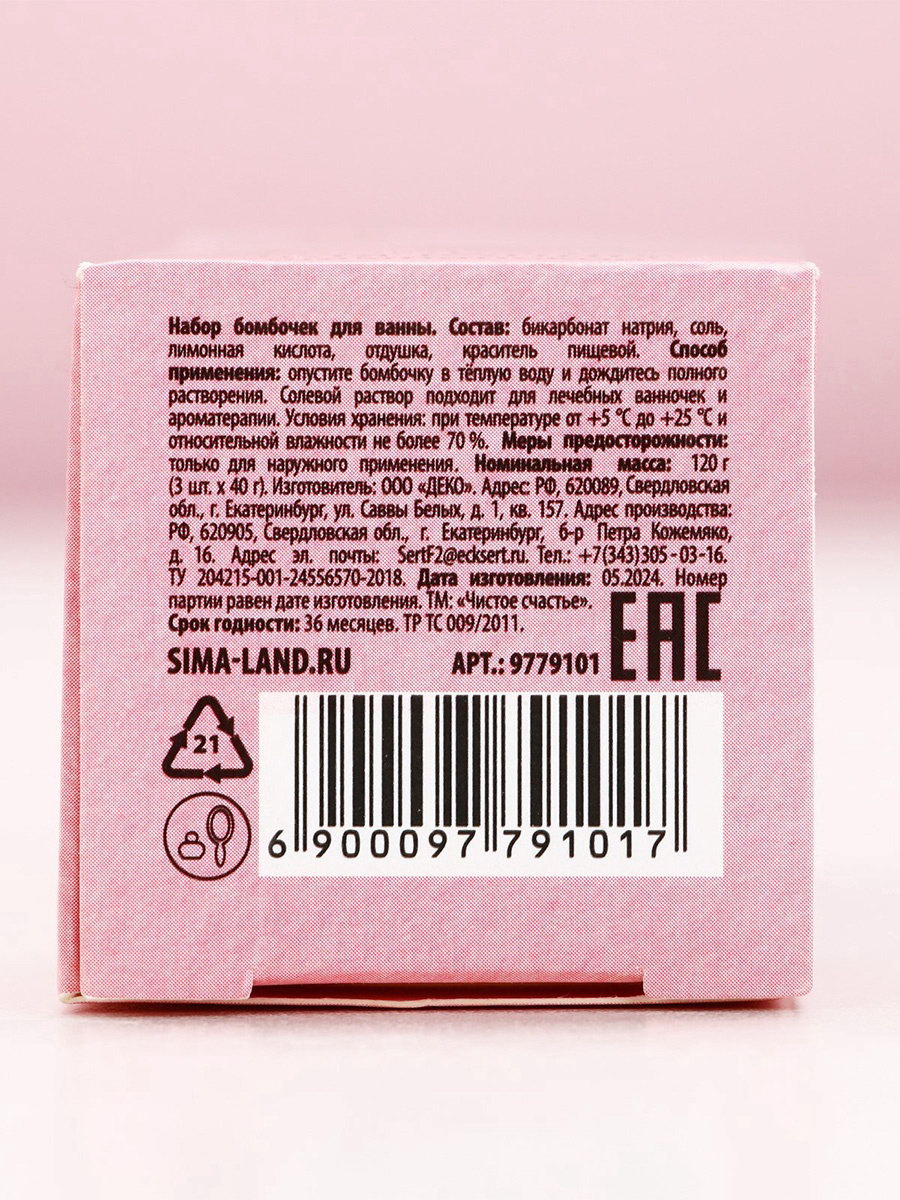 Набор бомбочек для ванны. Состав: бикарбонат натрия, соль,
лимонная кислота, отдушка, краситель пищевой. Способ
применения: опустите бомбочку в тёплую воду и дождитесь полного
растворения. Солевой раствор подходит для лечебных ванночек и
ароматерапии. Условия хранения: при температуре от +5 °С до +25 °С и
относительной влажности не более 70 %. Меры предосторожности:
только для наружного применения. Номинальная масса: 120 г
(3 шт. х 40 г). Изготовитель: ООО «ДЕКО». Адрес: РФ, 620089, Свердловская
обл., г. Екатеринбург, ул. Саввы Белых, д. 1, кв. 157. Адрес производства:
РФ, 620905, Свердловская обл., г. Екатеринбург, б-р Петра Кожемяко,
д. 16. Адрес эл. почты: SertF2@ecksert.ru. Тел.: +7(343)305-03-16.
ТУ 204215-001-24556570-2018. Дата изготовления: 05.2024. Номер
партии равен дате изготовления. ТМ: «Чистое счастье».
Срок годности: 36 месяцев. ТР ТС 009/2011.
EAC
SIMA-LAND.RU АРТ.: 9779101
21
6 900097 791017